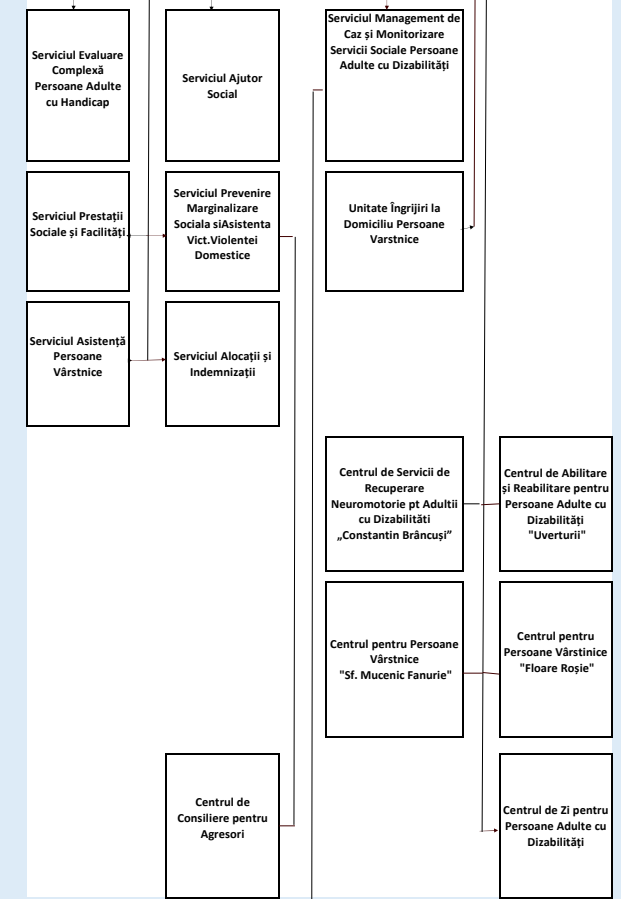 Serviciul Evaluare
Complexă
Persoane Adulte
cu Handicap
Serviciul Ajutor
Social
Serviciul Management de
Caz și Monitorizare
Servicii Sociale Persoane
Adulte cu Dizabilități
Serviciul Prestații
Sociale și Facilități
Serviciul Prevenire
Marginalizare
Sociala siAsistenta
Vict.Violentei
Domestice
Unitate Îngrijiri la
Domiciliu Persoane
Varstnice
Serviciul Asistență
Persoane
Vârstnice
Serviciul Alocații și
Indemnizații
Centrul de Servicii de
Recuperare
Neuromotorie pt Adultii
cu Dizabilităti
„Constantin Brâncuși”
Centrul de Abilitare
și Reabilitare pentru
Persoane Adulte cu
Dizabilități
"Uverturii"
Centrul pentru Persoane
Vârstnice
"Sf. Mucenic Fanurie"
Centrul pentru
Persoane Vârstinice
"Floare Roșie"
Centrul de
Consiliere pentru
Agresori
Centrul de Zi pentru
Persoane Adulte cu
Dizabilități